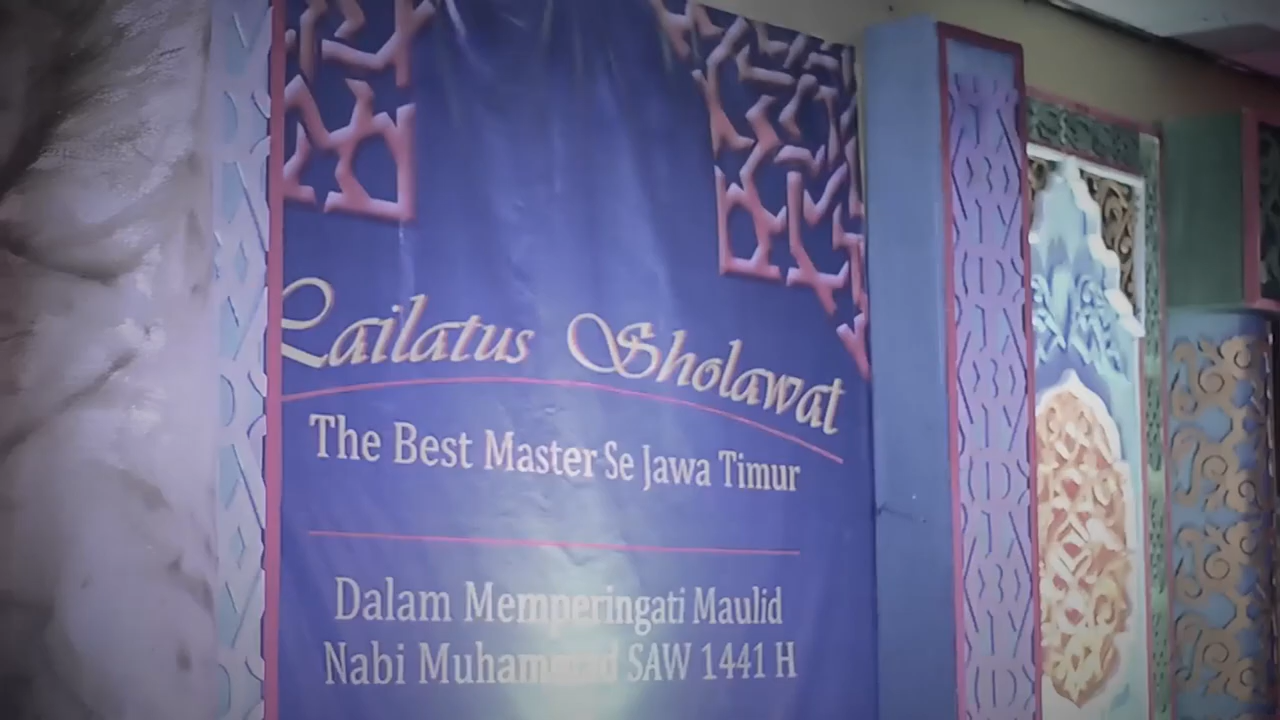 Lailatus Sholawat
The Best Master Se Jawa Timur
Dalam Memperingati Maulid
Nabi Muhammad SAW 1441 H